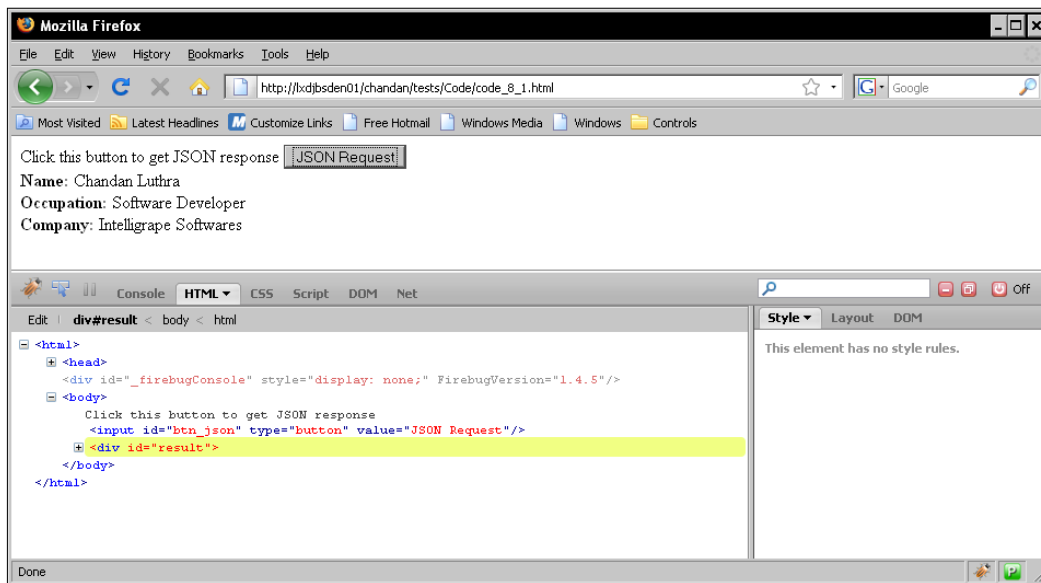 Mozilla Firefox
File Edit View History Bookmarks Tools Help
http://lxdjbsden01/chandan/tests/Code/code_8_1.html
G Google
Most Visited Latest Headlines Customize Links Free Hotmail Windows Media Windows Controls
Click this button to get JSON response JSON Request
Name: Chandan Luthra
Occupation: Software Developer
Company: Intelligrape Softwares
Console HTML CSS Script DOM Net
Off
Edit div#result < body < html
Style Layout DOM
This element has no style rules.
<html>
<head>
<div id="_firebugConsole" style="display: none;" FirebugVersion="1.4.5"/>
<body>
Click this button to get JSON response
<input id="btn_json" type="button" value="JSON Request"/>
<div id="result">
</body>
</html>
Done